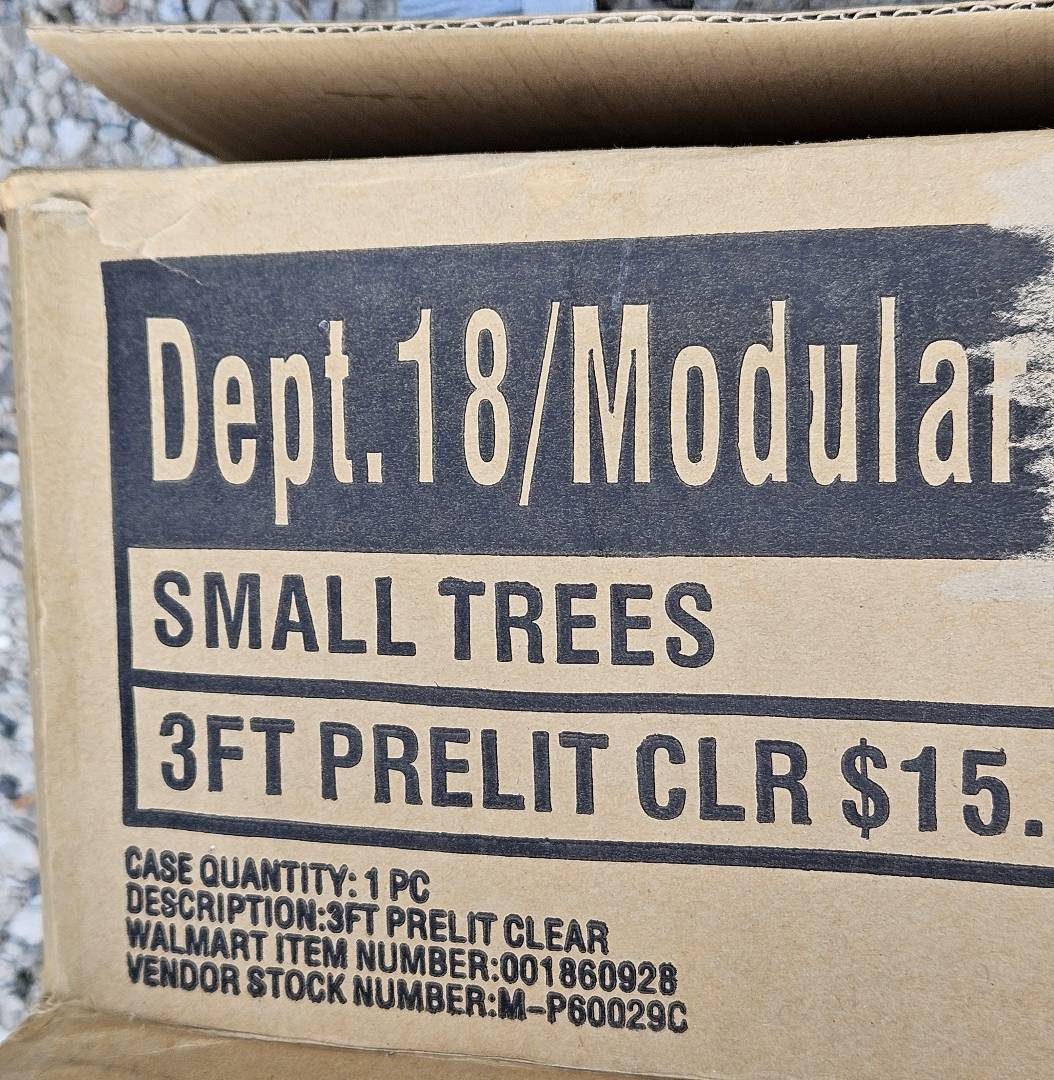 Dept.18/Modular
SMALL TREES
3FT PRELIT CLR $15.
CASE QUANTITY: 1 PC
DESCRIPTION:3FT PRELIT CLEAR
WALMART ITEM NUMBER:001860928
VENDOR STOCK NUMBER:M-P60029C